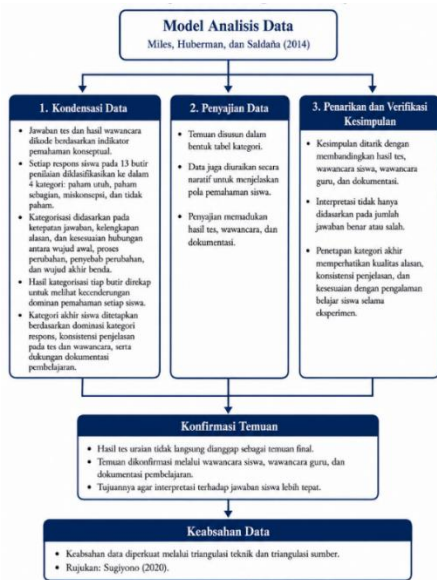 Model Analisis Data
Miles, Huberman, dan Saldaña (2014)
1. Kondensasi Data
• Jawaban tes dan hasil wawancara
dikode berdasarkan indikator
pemahaman konseptual.
• Setiap respons siswa pada 13 butir
penilaian diklasifikasikan ke dalam
4 kategori: paham utuh, paham
sebagian, miskonsepsi, dan tidak
paham.
• Kategorisasi didasarkan pada
ketepatan jawaban, kelengkapan
alasan, dan kesesuaian hubungan
antara wujud awal, proses
perubahan, penyebab perubahan,
dan wujud akhir benda.
• Hasil kategorisasi tiap butir direkap
untuk melihat kecenderungan
dominan pemahaman setiap siswa.
• Kategori akhir siswa ditetapkan
berdasarkan dominasi kategori
respons, konsistensi penjelasan
pada tes dan wawancara, serta
dukungan dokumentasi
pembelajaran.
2. Penyajian Data
• Temuan disusun dalam
bentuk tabel kategori.
• Data juga diuraikan secara
naratif untuk menjelaskan
pola pemahaman siswa.
• Penyajian memadukan
hasil tes, wawancara, dan
dokumentasi.
3. Penarikan dan Verifikasi
Kesimpulan
• Kesimpulan ditarik dengan
membandingkan hasil tes,
wawancara siswa, wawancara
guru, dan dokumentasi.
• Interpretasi tidak hanya
didasarkan pada jumlah
jawaban benar atau salah.
• Penetapan kategori akhir
memperhatikan kualitas alasan,
konsistensi penjelasan, dan
kesesuaian dengan pengalaman
belajar siswa selama
eksperimen.
Konfirmasi Temuan
• Hasil tes uraian tidak langsung dianggap sebagai temuan final.
• Temuan dikonfirmasi melalui wawancara siswa, wawancara guru, dan
dokumentasi pembelajaran.
• Tujuannya agar interpretasi terhadap jawaban siswa lebih tepat.
Keabsahan Data
• Keabsahan data diperkuat melalui triangulasi teknik dan triangulasi sumber.
• Rujukan: Sugiyono (2020).